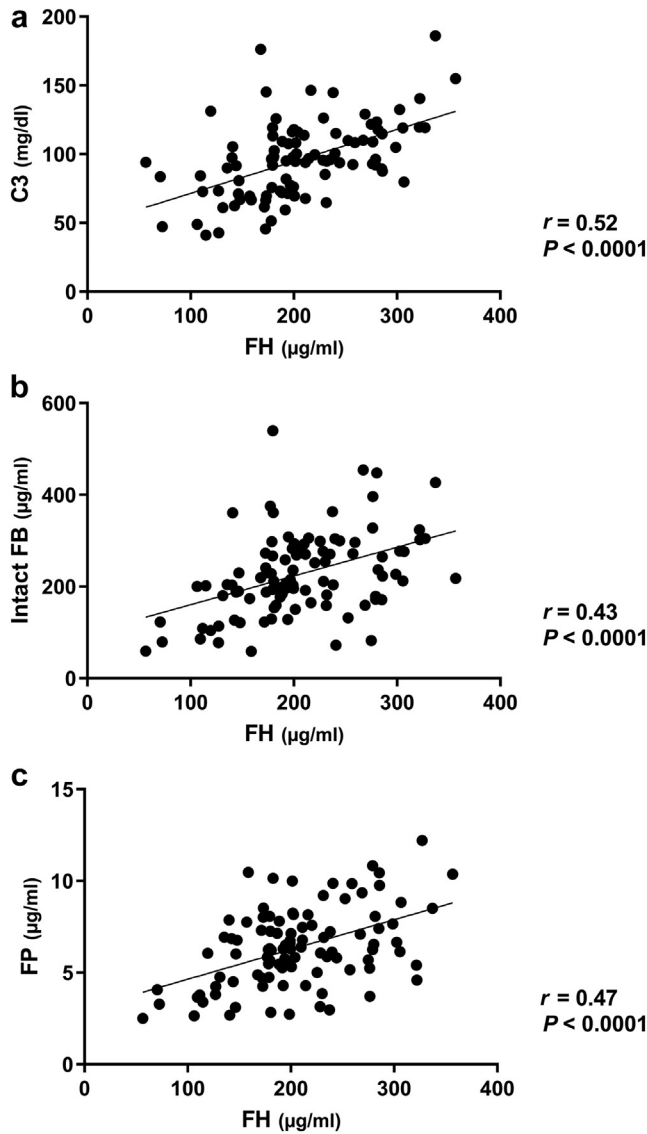 a
200
150
100
50
0
C3 (mg/dl)
0 100 200 300 400
FH (µg/ml)
r = 0.52
P < 0.0001
b
600
400
200
0
Intact FB (µg/ml)
0 100 200 300 400
FH (µg/ml)
r = 0.43
P < 0.0001
c
15
10
5
0
FP (µg/ml)
0 100 200 300 400
FH (µg/ml)
r = 0.47
P < 0.0001